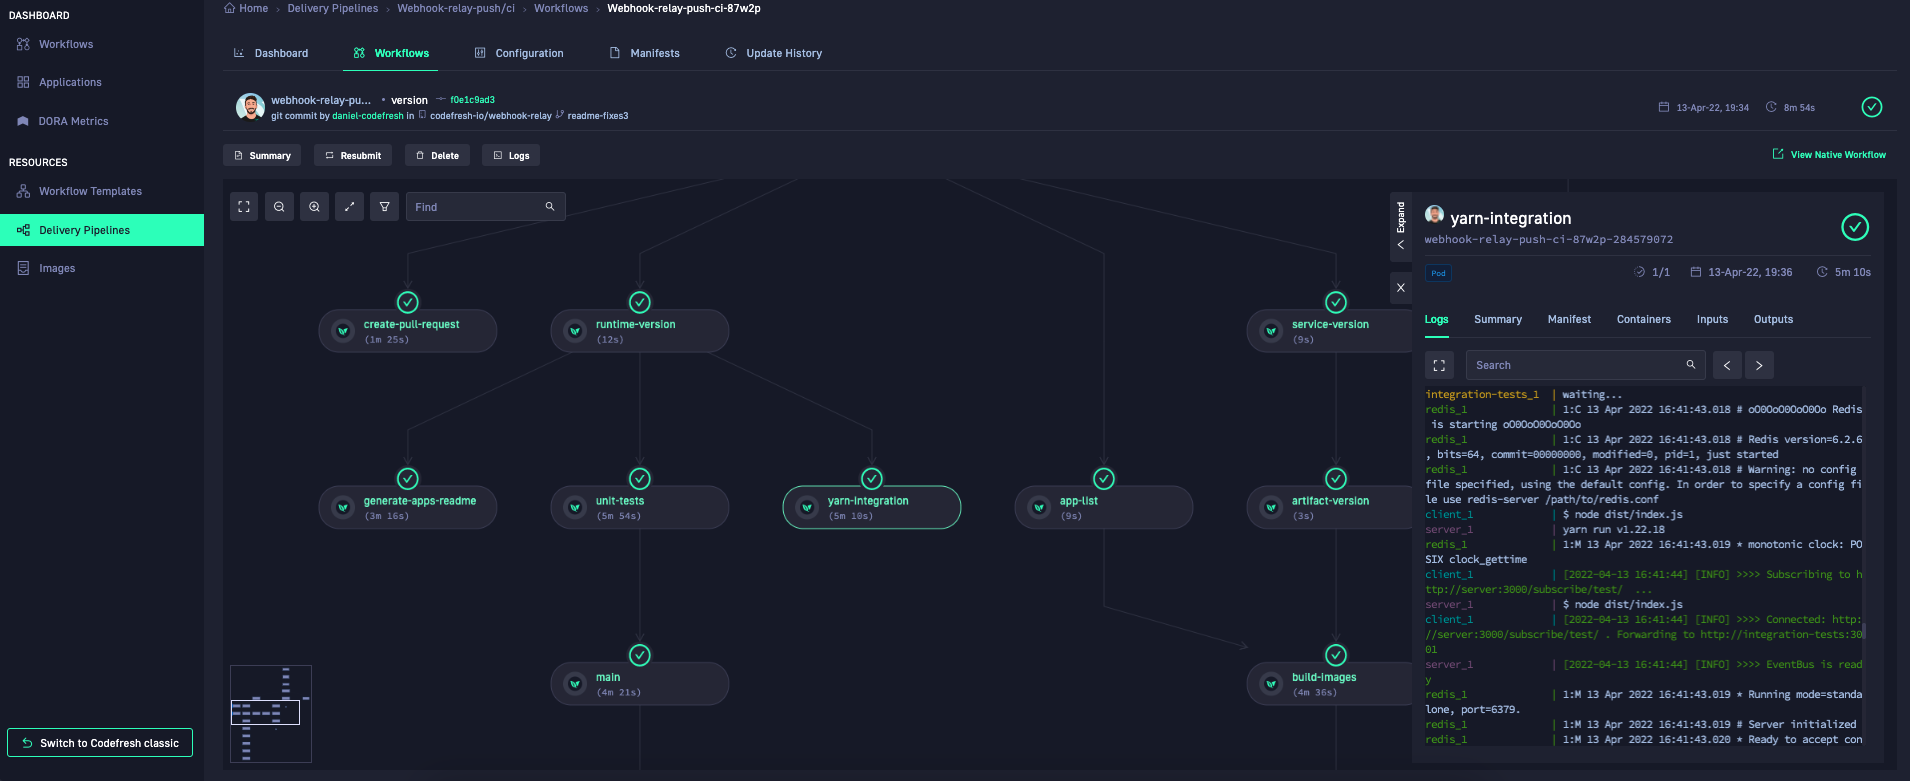 DASHBOARD
Workflows
Applications
DORA Metrics
RESOURCES
Workflow Templates
Delivery Pipelines
Images
Switch to Codefresh classic
Home › Delivery Pipelines › Webhook-relay-push/ci › Workflows › Webhook-relay-push-ci-87w2p
Dashboard Workflows Configuration Manifests Update History
webhook-relay-pu... • version f0e1c9ad3
git commit by daniel-codefresh in codefresh-io/webhook-relay readme-fixes3
13-Apr-22, 19:34 8m 54s
Summary Resubmit Delete Logs
View Native Workflow
Find
create-pull-request
(1m 25s)
runtime-version
(12s)
service-version
(9s)
generate-apps-readme
(3m 16s)
unit-tests
(5m 54s)
yarn-integration
(5m 10s)
app-list
(9s)
artifact-version
(3s)
main
(4m 21s)
build-images
(4m 36s)
Expand
X
yarn-integration
webhook-relay-push-ci-87w2p-284579072
Pod
1/1 13-Apr-22, 19:36 5m 10s
Logs Summary Manifest Containers Inputs Outputs
Search
integration-tests_1 | waiting...
redis_1 | 1:C 13 Apr 2022 16:41:43.018 # oO0OoO0OoO0Oo Redis
is starting oO0OoO0OoO0Oo
redis_1 | 1:C 13 Apr 2022 16:41:43.018 # Redis version=6.2.6
, bits=64, commit=00000000, modified=0, pid=1, just started
redis_1 | 1:C 13 Apr 2022 16:41:43.018 # Warning: no config
file specified, using the default config. In order to specify a config fi
le use redis-server /path/to/redis.conf
client_1 | $ node dist/index.js
server_1 | yarn run v1.22.18
redis_1 | 1:M 13 Apr 2022 16:41:43.019 * monotonic clock: PO
SIX clock_gettime
client_1 | [2022-04-13 16:41:44] [INFO] >>>> Subscribing to h
ttp://server:3000/subscribe/test/ ...
server_1 | $ node dist/index.js
client_1 | [2022-04-13 16:41:44] [INFO] >>>> Connected: http:
//server:3000/subscribe/test/ . Forwarding to http://integration-tests:30
01
server_1 | [2022-04-13 16:41:44] [INFO] >>>> EventBus is read
y
redis_1 | 1:M 13 Apr 2022 16:41:43.019 * Running mode=standa
lone, port=6379.
redis_1 | 1:M 13 Apr 2022 16:41:43.019 # Server initialized
redis_1 | 1:M 13 Apr 2022 16:41:43.020 * Ready to accept con